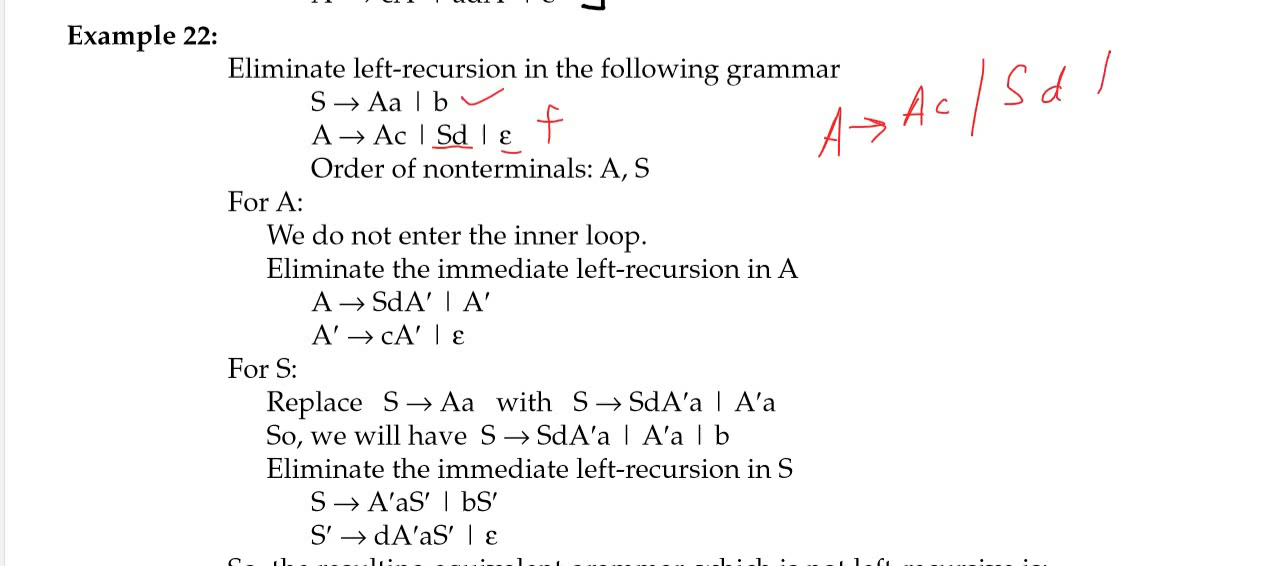 Example 22:
Eliminate left-recursion in the following grammar
S → Aa | b
A → Ac | Sd | ε f
A → Ac / Sd /
Order of nonterminals: A, S
For A:
We do not enter the inner loop.
Eliminate the immediate left-recursion in A
A → SdA′ | A′
A′ → cA′ | ε
For S:
Replace S → Aa with S → SdA′a | A′a
So, we will have S → SdA′a | A′a | b
Eliminate the immediate left-recursion in S
S → A′aS′ | bS′
S′ → dA′aS′ | ε